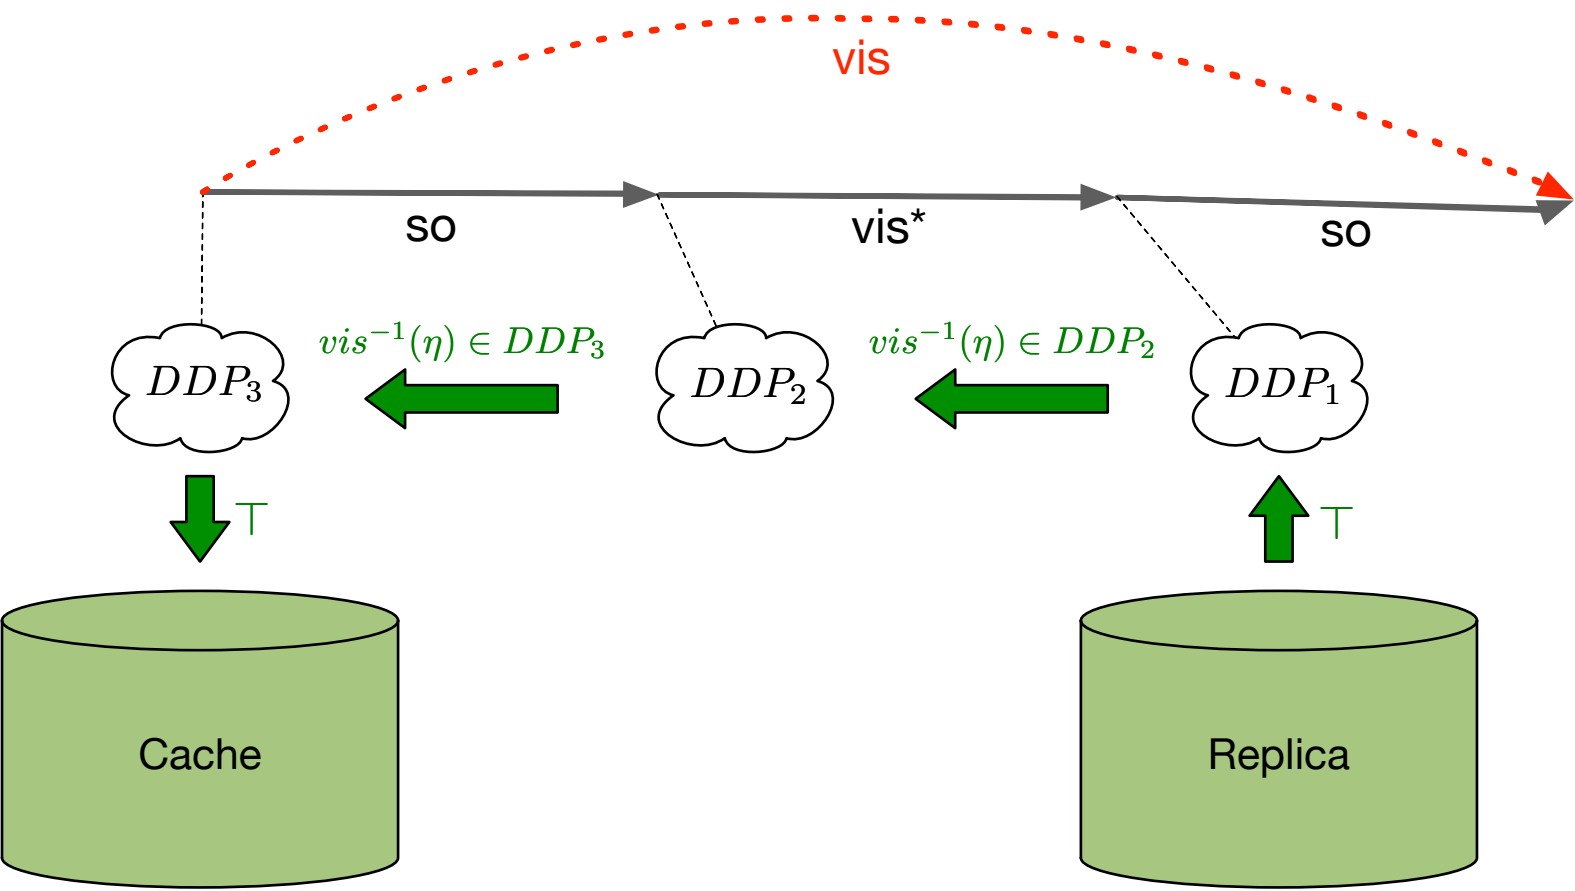 vis
so
vis*
so
vis⁻¹(η) ∈ DDP₃
vis⁻¹(η) ∈ DDP₂
DDP₃
DDP₂
DDP₁
⊤
⊤
Cache
Replica